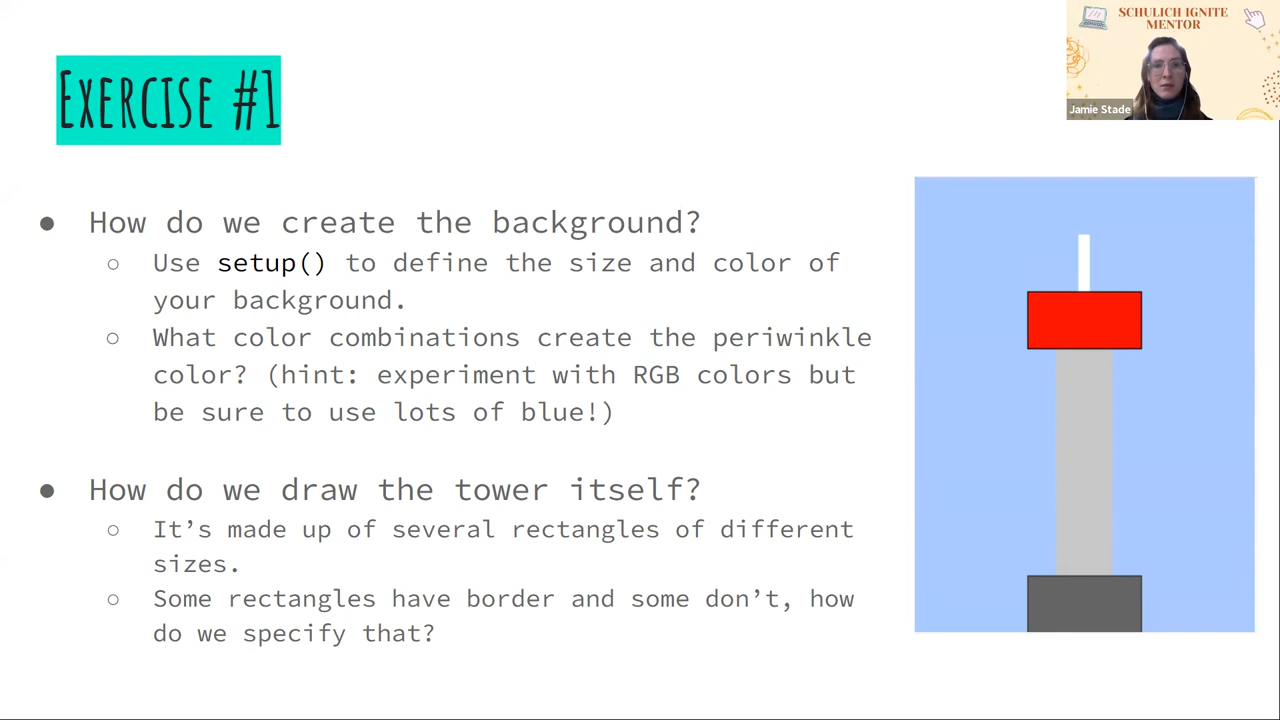 SCHULICH IGNITE
MENTOR
Jamie Stade
Exercise #1
● How do we create the background?
○ Use setup() to define the size and color of
your background.
○ What color combinations create the periwinkle
color? (hint: experiment with RGB colors but
be sure to use lots of blue!)
● How do we draw the tower itself?
○ It’s made up of several rectangles of different
sizes.
○ Some rectangles have border and some don’t, how
do we specify that?